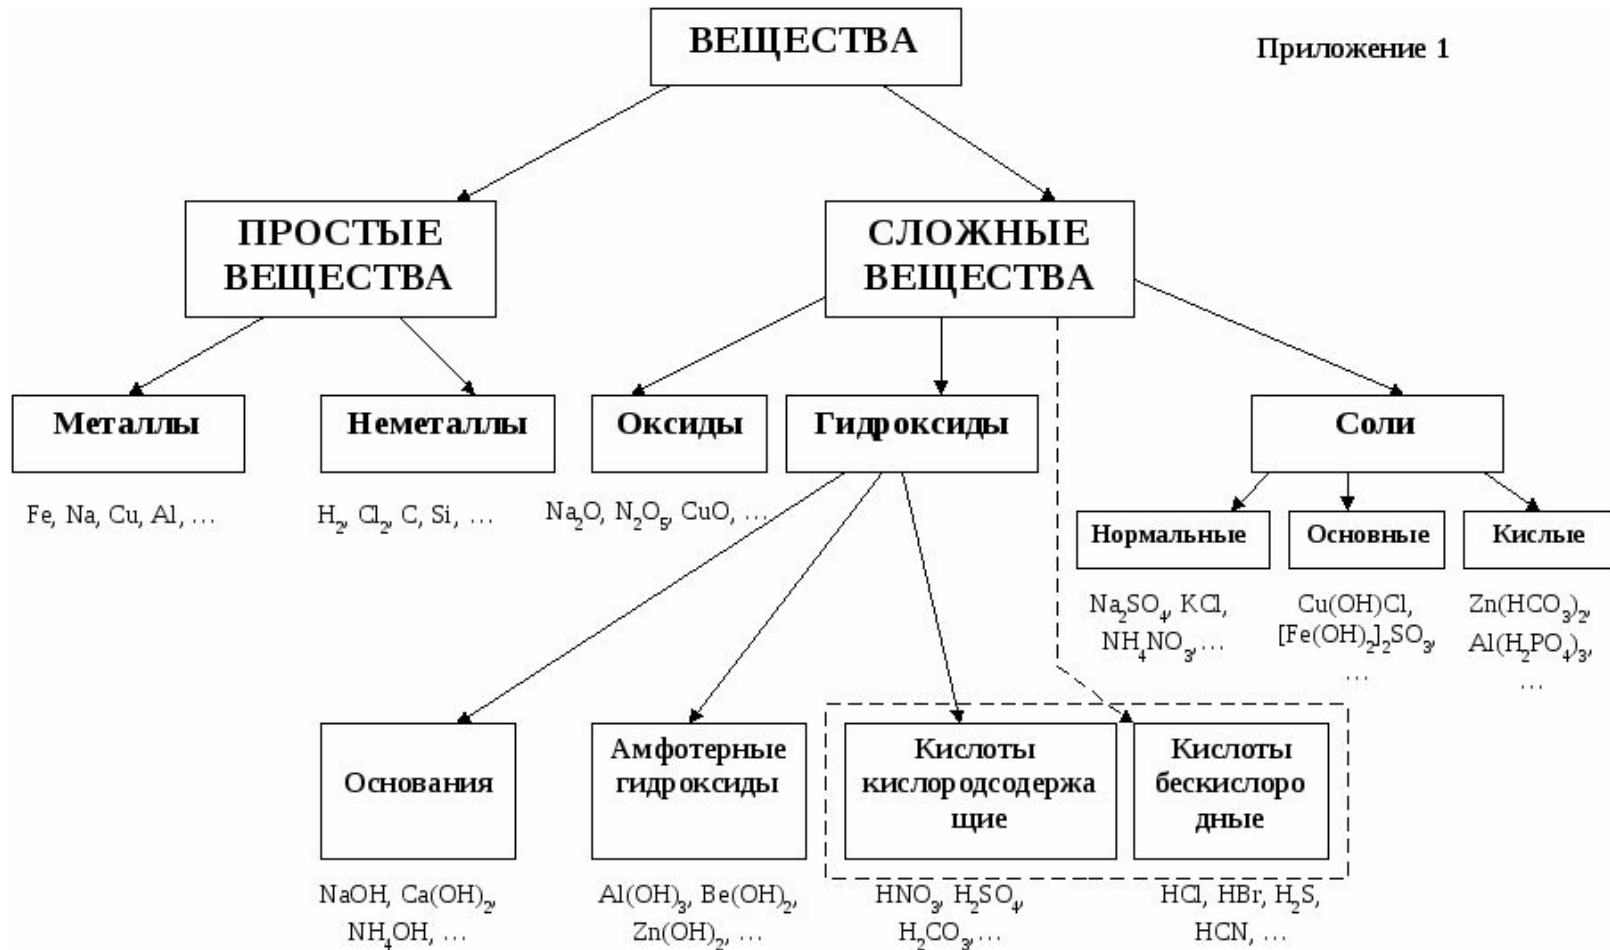 ВЕЩЕСТВА
Приложение 1
ПРОСТЫЕ
ВЕЩЕСТВА
СЛОЖНЫЕ
ВЕЩЕСТВА
Металлы
Неметаллы
Оксиды
Гидроксиды
Соли
Fe, Na, Cu, Al, …
H₂, Cl₂, C, Si, …
Na₂O, N₂O₅, CuO, …
Нормальные
Основные
Кислые
Na₂SO₄, KCl,
NH₄NO₃,…
Cu(OH)Cl,
[Fe(OH)₂]₂SO₃,
…
Zn(HCO₃)₂,
Al(H₂PO₄)₃,
…
Основания
Амфотерные
гидроксиды
Кислоты
кислородсодержа
щие
Кислоты
бескислоро
дные
NaOH, Ca(OH)₂,
NH₄OH, …
Al(OH)₃, Be(OH)₂,
Zn(OH)₂, …
HNO₃, H₂SO₄,
H₂CO₃,…
HCl, HBr, H₂S,
HCN, …